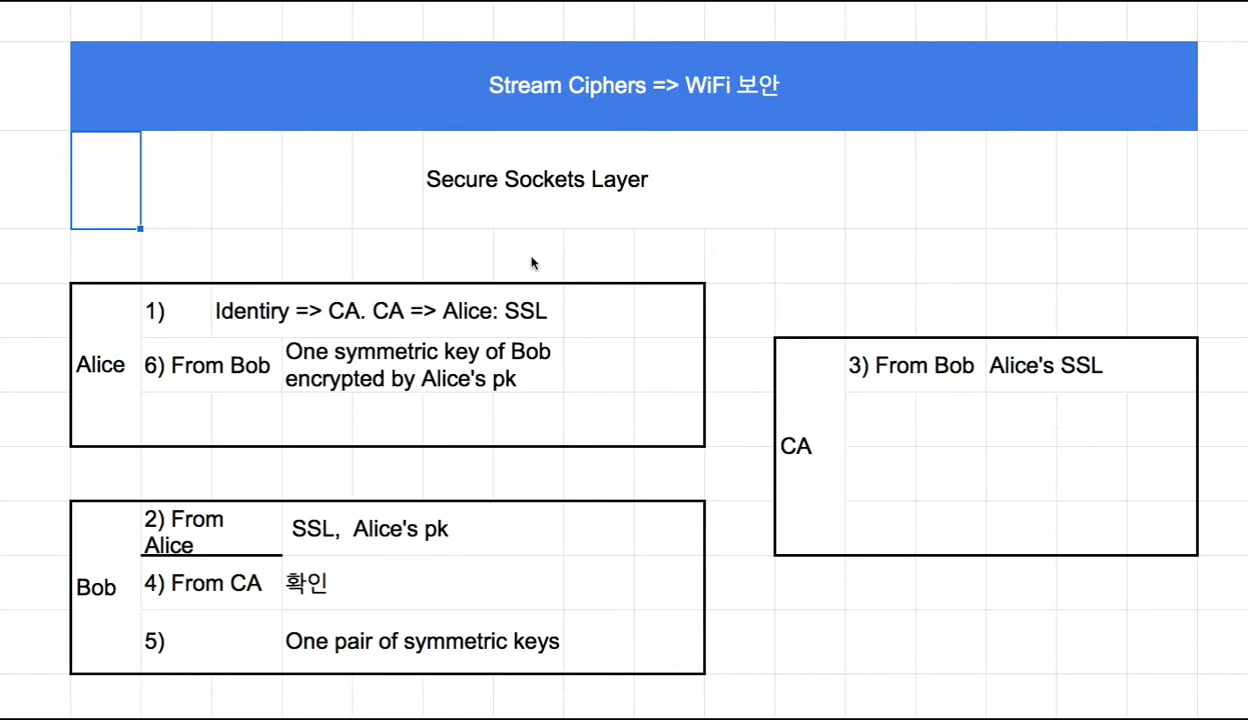 Stream Ciphers => WiFi 보안
Secure Sockets Layer
1) Identiry => CA. CA => Alice: SSL
Alice
6) From Bob
One symmetric key of Bob
encrypted by Alice's pk
3) From Bob Alice's SSL
CA
2) From
Alice
SSL, Alice's pk
Bob
4) From CA 확인
5) One pair of symmetric keys